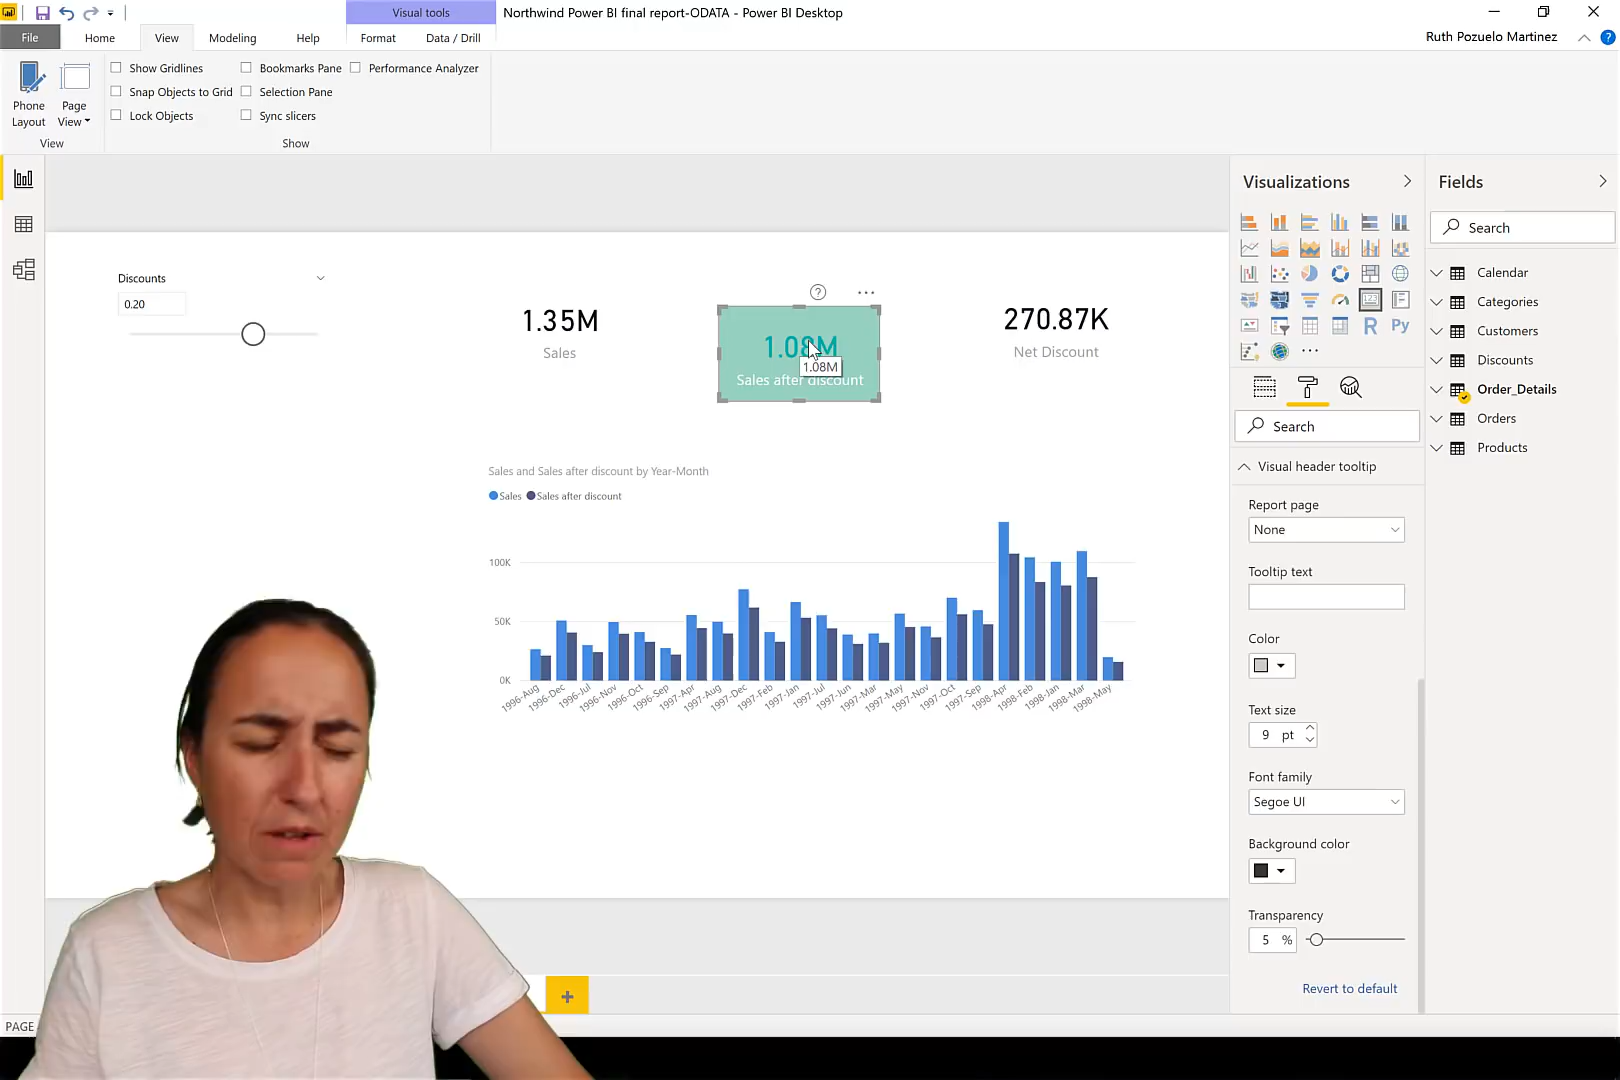 Visual tools
Northwind Power BI final report-ODATA - Power BI Desktop
File
Home
View
Modeling
Help
Format
Data / Drill
Ruth Pozuelo Martinez
?
Phone Layout
Page View
Show Gridlines
Snap Objects to Grid
Lock Objects
Bookmarks Pane
Selection Pane
Sync slicers
Performance Analyzer
View
Show
Discounts
0.20
1.35M
Sales
?
...
1.08M
1.08M
Sales after discount
270.87K
Net Discount
Sales and Sales after discount by Year-Month
Sales
Sales after discount
100K
50K
0K
1996-Aug
1996-Dec
1996-Jul
1996-Nov
1996-Oct
1996-Sep
1997-Apr
1997-Aug
1997-Dec
1997-Feb
1997-Jan
1997-Jul
1997-Jun
1997-Mar
1997-May
1997-Nov
1997-Oct
1997-Sep
1998-Apr
1998-Feb
1998-Jan
1998-Mar
1998-May
+
PAGE
Visualizations
123
R
Py
...
Search
Visual header tooltip
Report page
None
Tooltip text
Color
Text size
9 pt
Font family
Segoe UI
Background color
Transparency
5 %
Revert to default
Fields
Search
Calendar
Categories
Customers
Discounts
Order_Details
Orders
Products